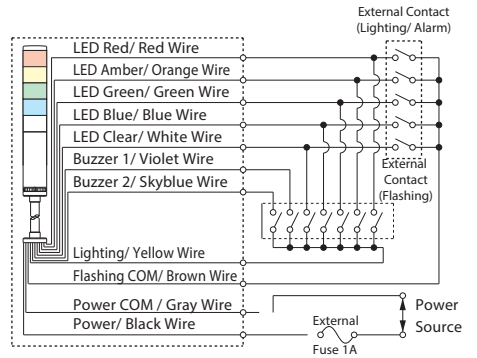 External Contact
(Lighting/ Alarm)
LED Red/ Red Wire
LED Amber/ Orange Wire
LED Green/ Green Wire
LED Blue/ Blue Wire
LED Clear/ White Wire
Buzzer 1/ Violet Wire
Buzzer 2/ Skyblue Wire
External
Contact
(Flashing)
Lighting/ Yellow Wire
Flashing COM/ Brown Wire
Power COM / Gray Wire
Power/ Black Wire
External
Fuse 1A
Power
Source